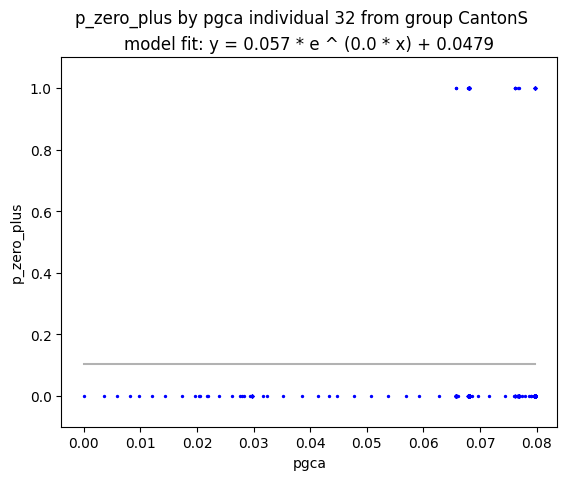 p_zero_plus by pgca individual 32 from group CantonS
model fit: y = 0.057 * e ^ (0.0 * x) + 0.0479
1.0
0.8
0.6
0.4
0.2
0.0
p_zero_plus
0.00 0.01 0.02 0.03 0.04 0.05 0.06 0.07 0.08
pgca